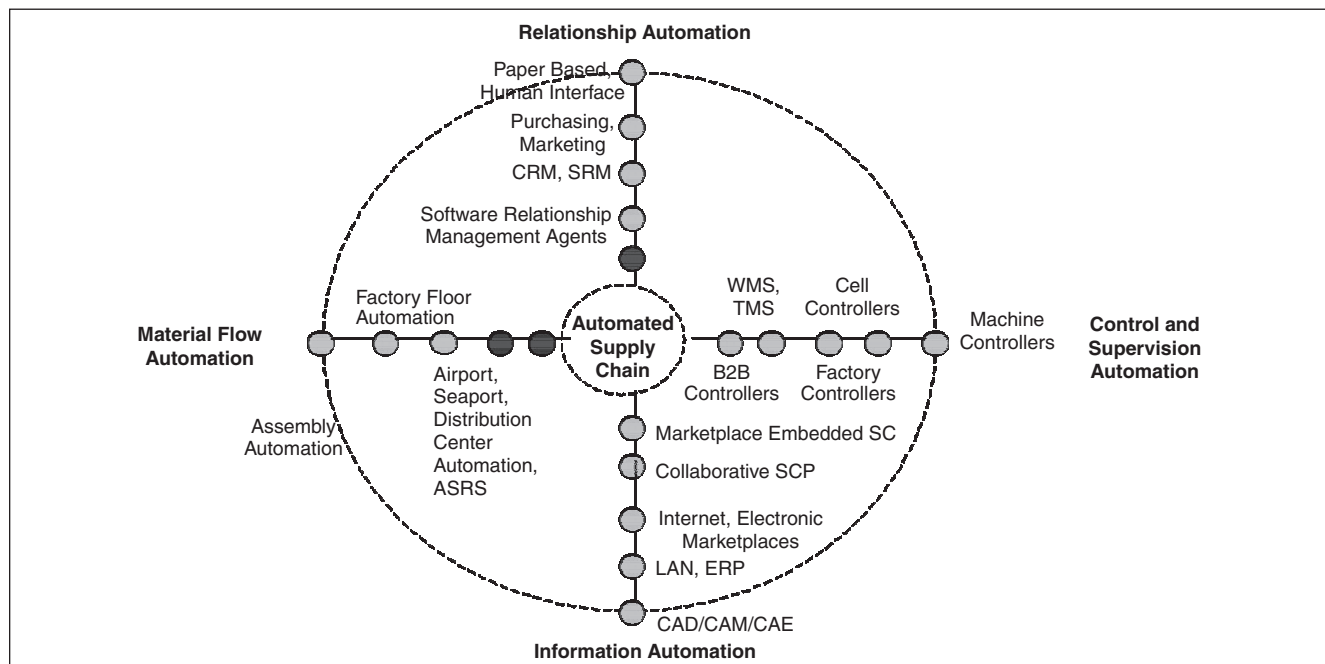 Relationship Automation
Paper Based,
Human Interface
Purchasing,
Marketing
CRM, SRM
Software Relationship
Management Agents
Material Flow
Automation
Factory Floor
Automation
Airport,
Seaport,
Distribution
Center
Automation,
ASRS
Assembly
Automation
Automated
Supply
Chain
WMS,
TMS
Cell
Controllers
B2B
Controllers
Factory
Controllers
Machine
Controllers
Control and
Supervision
Automation
Marketplace Embedded SC
Collaborative SCP
Internet, Electronic
Marketplaces
LAN, ERP
CAD/CAM/CAE
Information Automation